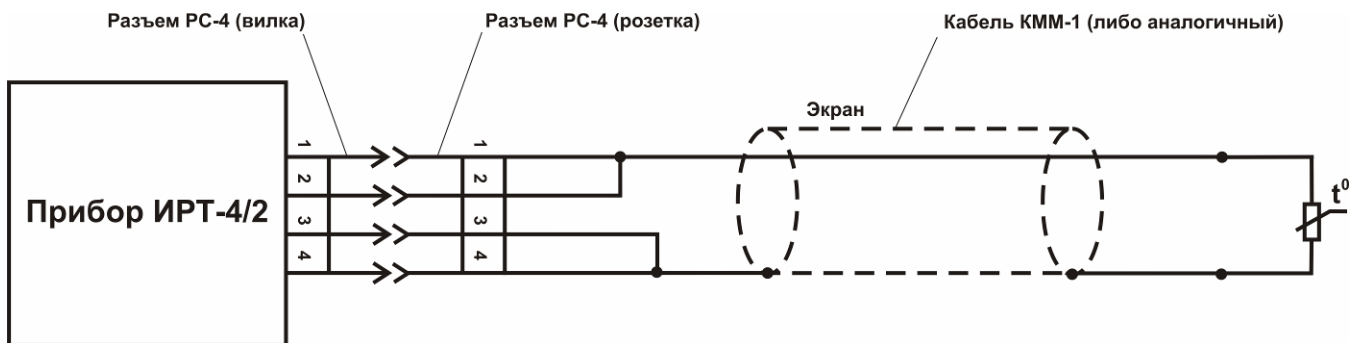 Разъем РС-4 (вилка)
Разъем РС-4 (розетка)
Кабель КММ-1 (либо аналогичный)
Экран
Прибор ИРТ-4/2
1
2
3
4
1
2
3
4
t⁰